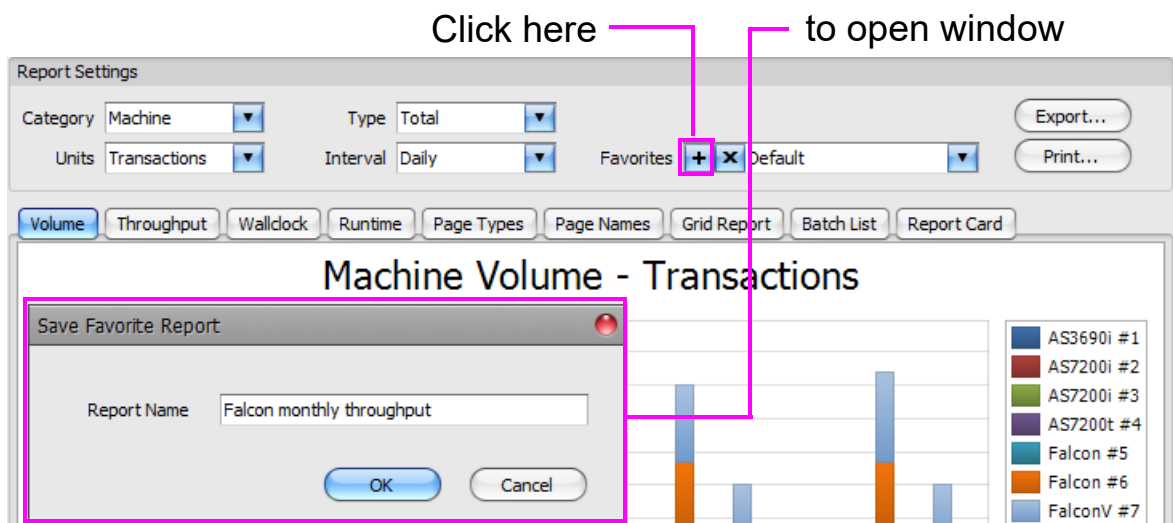 Click here to open window
Report Settings
Category Machine Type Total Export...
Units Transactions Interval Daily Favorites + x Default Print...
Volume Throughput Wallclock Runtime Page Types Page Names Grid Report Batch List Report Card
Machine Volume - Transactions
Save Favorite Report
Report Name Falcon monthly throughput
OK Cancel
AS3690i #1
AS7200i #2
AS7200i #3
AS7200t #4
Falcon #5
Falcon #6
FalconV #7